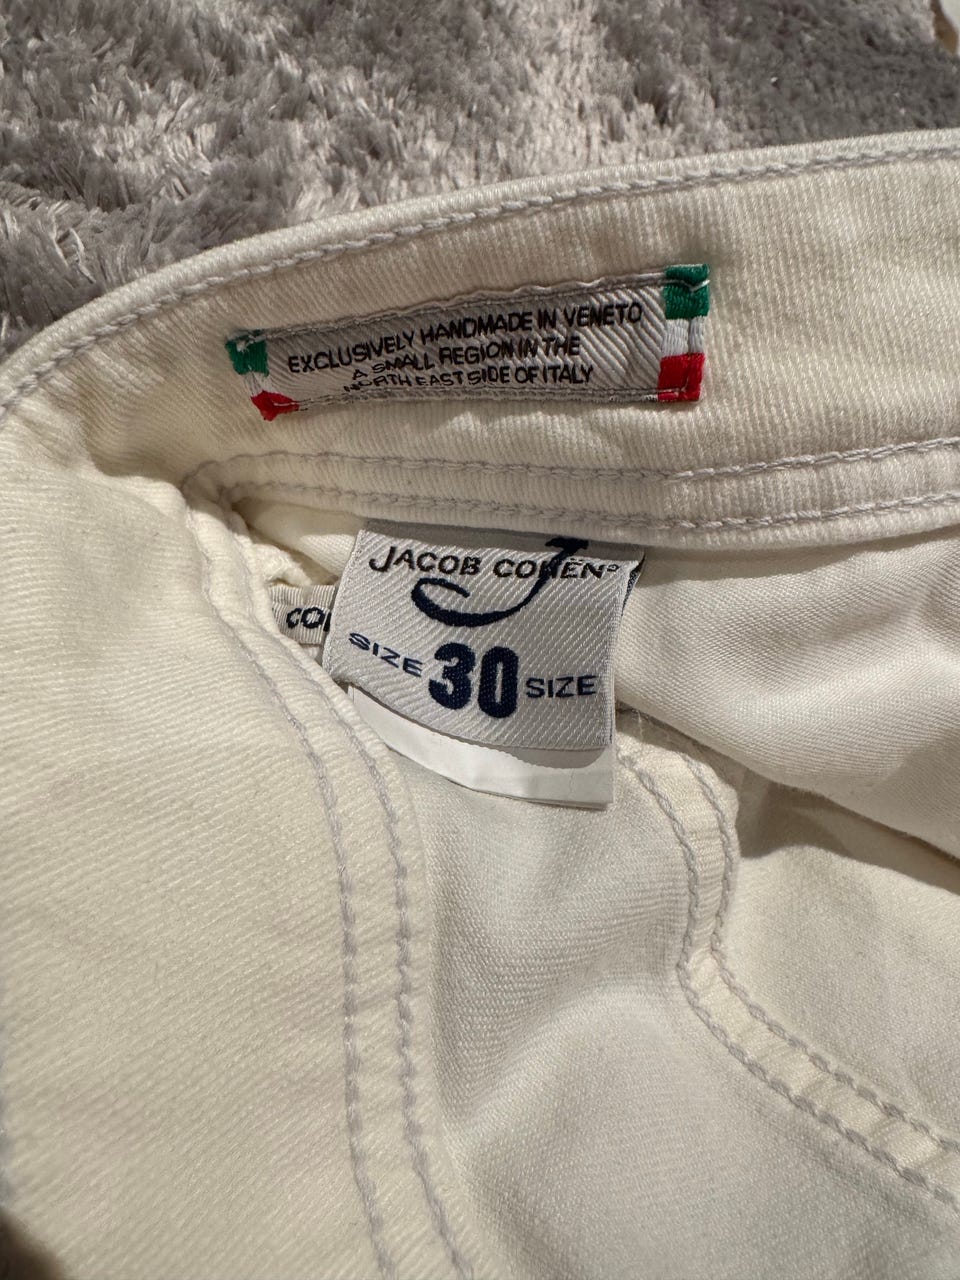 EXCLUSIVELY HANDMADE IN VENETO
A SMALL REGION IN THE
NORTH EAST SIDE OF ITALY
JACOB COHËN
SIZE 30 SIZE